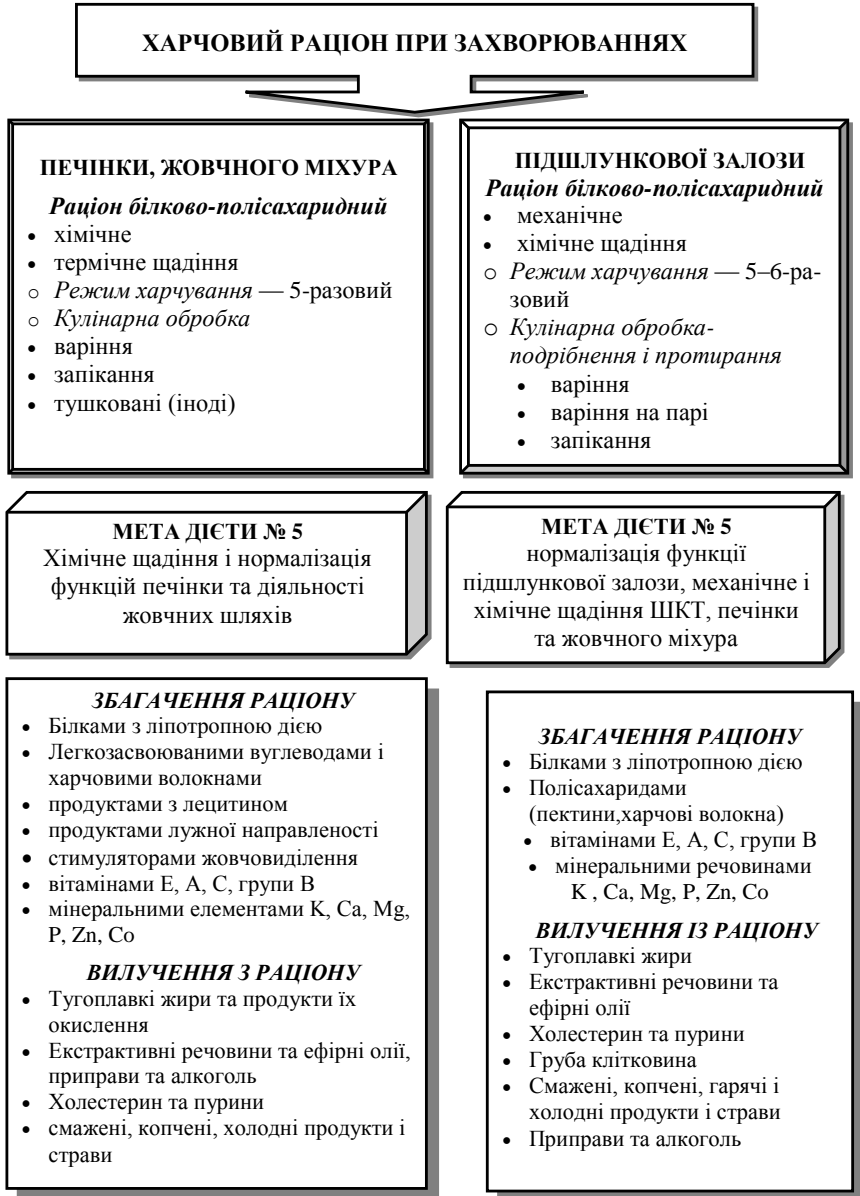 ХАРЧОВИЙ РАЦІОН ПРИ ЗАХВОРЮВАННЯХ
ПЕЧІНКИ, ЖОВЧНОГО МІХУРА
Раціон білково-полісахаридний
• хімічне
• термічне щадіння
○ Режим харчування — 5-разовий
○ Кулінарна обробка
• варіння
• запікання
• тушковані (іноді)
ПІДШЛУНКОВОЇ ЗАЛОЗИ
Раціон білково-полісахаридний
• механічне
• хімічне щадіння
○ Режим харчування — 5–6-ра-
зовий
○ Кулінарна обробка-
подрібнення і протирання
• варіння
• варіння на парі
• запікання
МЕТА ДІЄТИ № 5
Хімічне щадіння і нормалізація
функцій печінки та діяльності
жовчних шляхів
МЕТА ДІЄТИ № 5
нормалізація функції
підшлункової залози, механічне і
хімічне щадіння ШКТ, печінки
та жовчного міхура
ЗБАГАЧЕННЯ РАЦІОНУ
• Білками з ліпотропною дією
• Легкозасвоюваними вуглеводами і
харчовими волокнами
• продуктами з лецитином
• продуктами лужної направленості
• стимуляторами жовчовиділення
• вітамінами Е, А, С, групи В
• мінеральними елементами K, Ca, Mg,
P, Zn, Co
ВИЛУЧЕННЯ З РАЦІОНУ
• Тугоплавкі жири та продукти їх
окислення
• Екстрактивні речовини та ефірні олії,
приправи та алкоголь
• Холестерин та пурини
• смажені, копчені, холодні продукти і
страви
ЗБАГАЧЕННЯ РАЦІОНУ
• Білками з ліпотропною дією
• Полісахаридами
(пектини,харчові волокна)
• вітамінами Е, А, С, групи В
• мінеральними речовинами
K , Ca, Mg, P, Zn, Co
ВИЛУЧЕННЯ ІЗ РАЦІОНУ
• Тугоплавкі жири
• Екстрактивні речовини та
ефірні олії
• Холестерин та пурини
• Груба клітковина
• Смажені, копчені, гарячі і
холодні продукти і страви
• Приправи та алкоголь